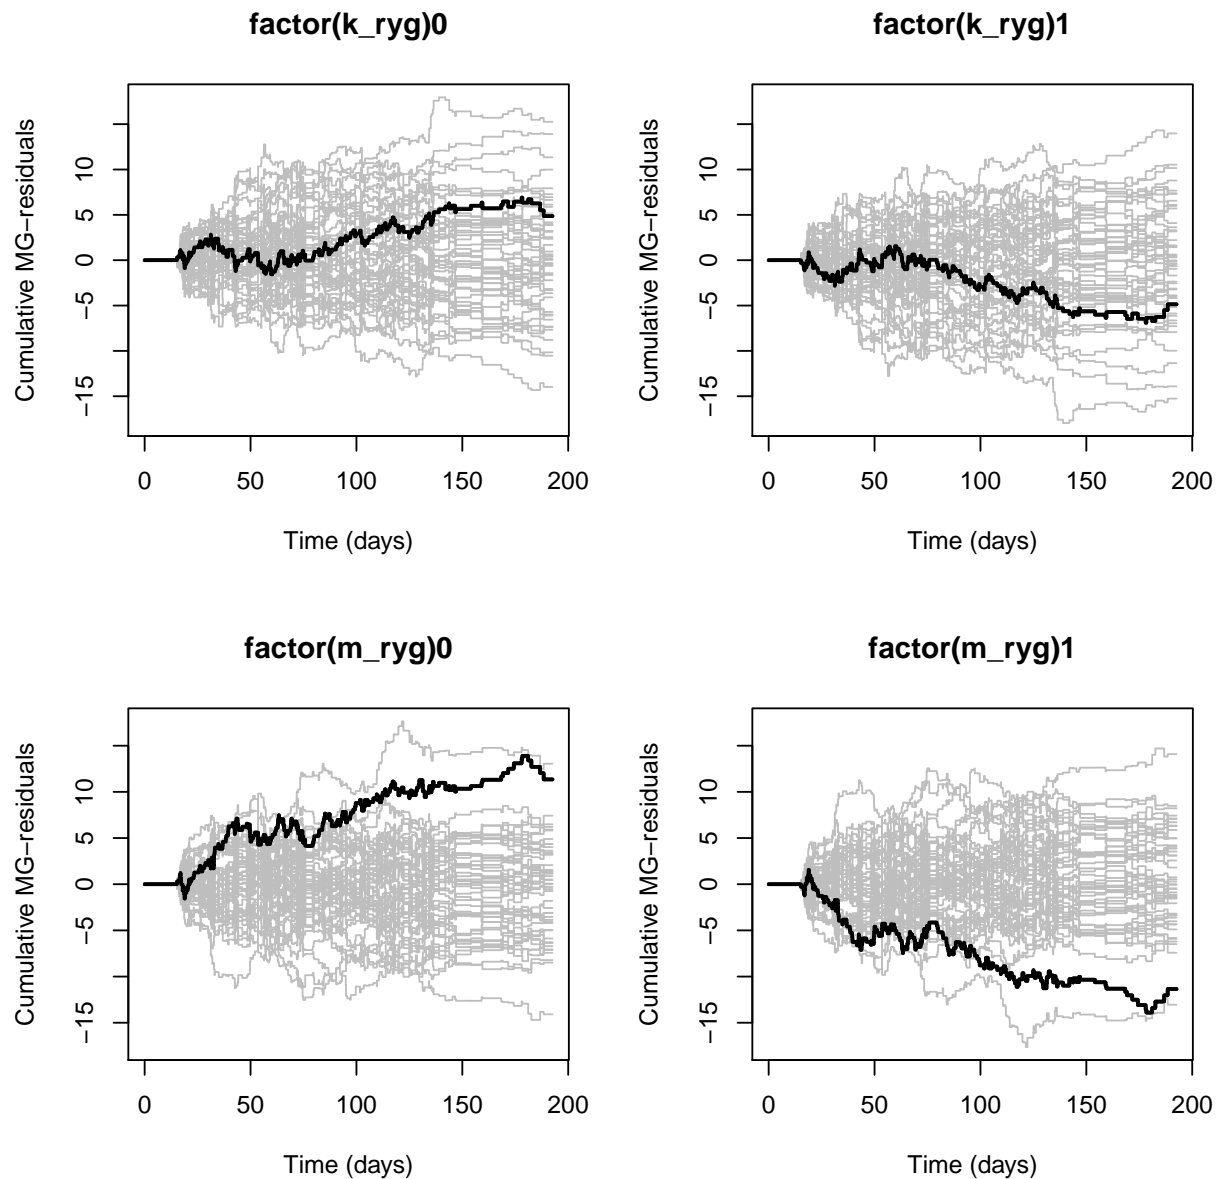 factor(k_ryg)0
Cumulative MG−residuals
10
5
0
−5
−15
0 50 100 150 200
Time (days)
factor(k_ryg)1
Cumulative MG−residuals
10
5
0
−5
−15
0 50 100 150 200
Time (days)
factor(m_ryg)0
Cumulative MG−residuals
10
5
0
−5
−15
0 50 100 150 200
Time (days)
factor(m_ryg)1
Cumulative MG−residuals
10
5
0
−5
−15
0 50 100 150 200
Time (days)